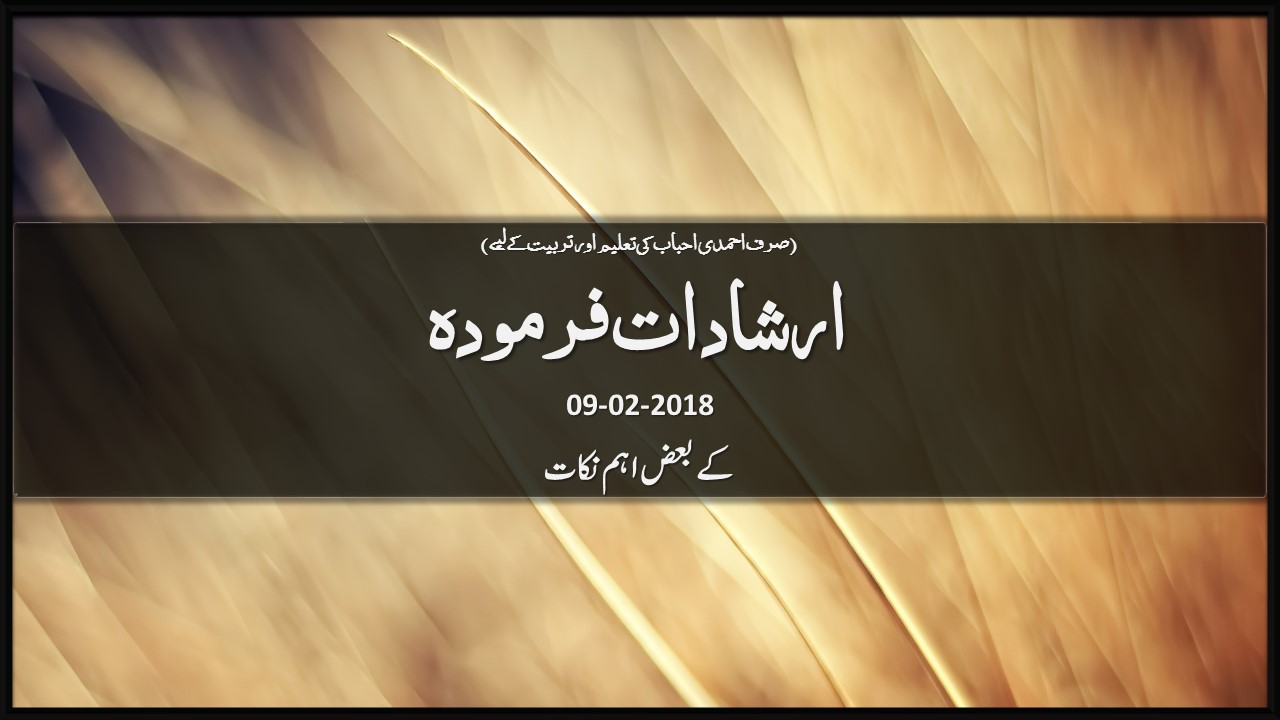 (صرف احمدی احباب کی تعلیم اور تربیت کے لیے)
ارشادات فرمودہ
09-02-2018
کے بعض اہم نکات